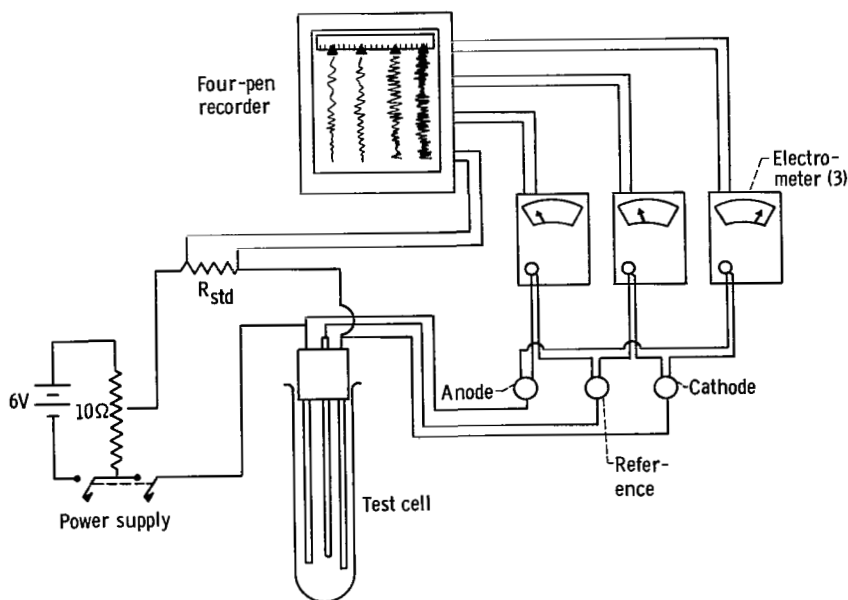 Four-pen
recorder
Electro-
meter (3)
R std
6V
10Ω
Anode
Cathode
Refer-
ence
Power supply
Test cell